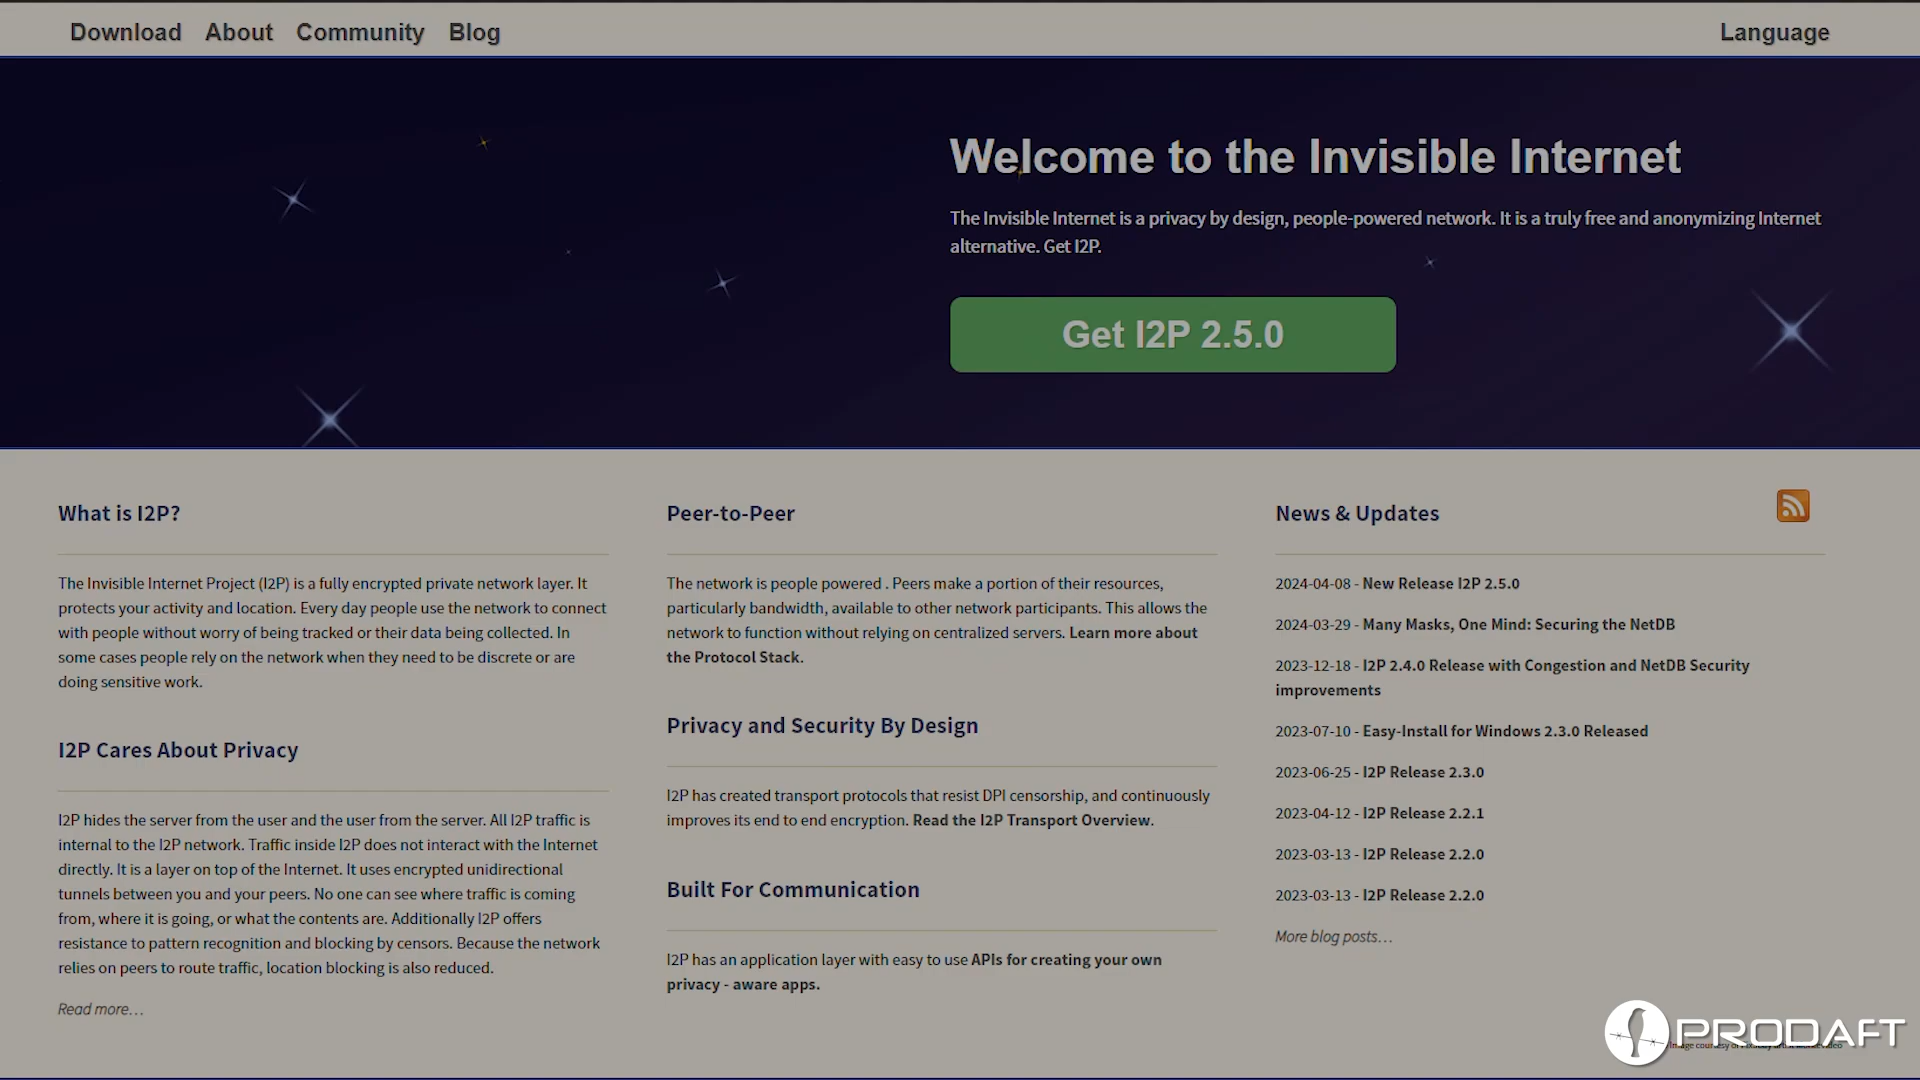 Download About Community Blog Language
Welcome to the Invisible Internet
The Invisible Internet is a privacy by design, people-powered network. It is a truly free and anonymizing Internet
alternative. Get I2P.
Get I2P 2.5.0
What is I2P?
The Invisible Internet Project (I2P) is a fully encrypted private network layer. It
protects your activity and location. Every day people use the network to connect
with people without worry of being tracked or their data being collected. In
some cases people rely on the network when they need to be discrete or are
doing sensitive work.
I2P Cares About Privacy
I2P hides the server from the user and the user from the server. All I2P traffic is
internal to the I2P network. Traffic inside I2P does not interact with the Internet
directly. It is a layer on top of the Internet. It uses encrypted unidirectional
tunnels between you and your peers. No one can see where traffic is coming
from, where it is going, or what the contents are. Additionally I2P offers
resistance to pattern recognition and blocking by censors. Because the network
relies on peers to route traffic, location blocking is also reduced.
Read more…
Peer-to-Peer
The network is people powered . Peers make a portion of their resources,
particularly bandwidth, available to other network participants. This allows the
network to function without relying on centralized servers. Learn more about
the Protocol Stack.
Privacy and Security By Design
I2P has created transport protocols that resist DPI censorship, and continuously
improves its end to end encryption. Read the I2P Transport Overview.
Built For Communication
I2P has an application layer with easy to use APIs for creating your own
privacy - aware apps.
News & Updates
2024-04-08 - New Release I2P 2.5.0
2024-03-29 - Many Masks, One Mind: Securing the NetDB
2023-12-18 - I2P 2.4.0 Release with Congestion and NetDB Security
improvements
2023-07-10 - Easy-Install for Windows 2.3.0 Released
2023-06-25 - I2P Release 2.3.0
2023-04-12 - I2P Release 2.2.1
2023-03-13 - I2P Release 2.2.0
2023-03-13 - I2P Release 2.2.0
More blog posts…
PRODAFT
Image courtesy of